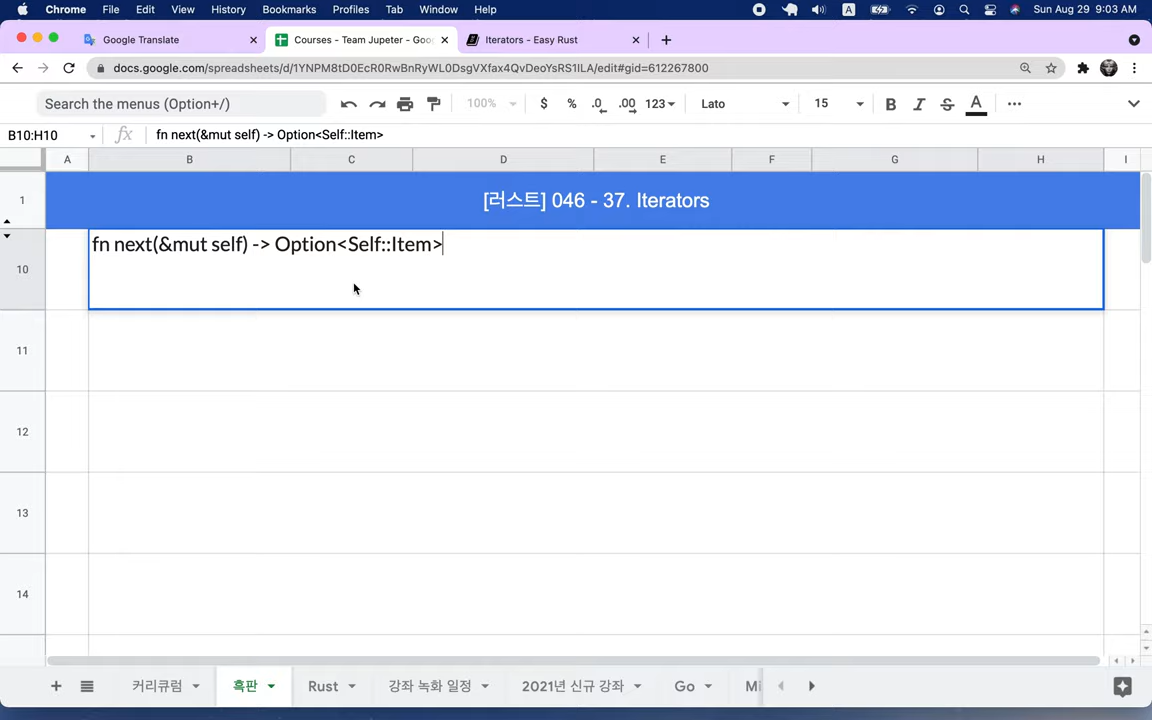 Chrome File Edit View History Bookmarks Profiles Tab Window Help
A
Sun Aug 29 9:03 AM
Google Translate
Courses - Team Jupeter - Goo
Iterators - Easy Rust
docs.google.com/spreadsheets/d/1YNPM8tD0EcR0RwBnRyWL0DsgVXfax4QvDeoYsRS1ILA/edit#gid=612267800
Search the menus (Option+/)
100%
$ % .0 .00 123
Lato
15
B I S A
B10:H10
fx
fn next(&mut self) -> Option<Self::Item>
A B C D E F G H I
1
[러스트] 046 - 37. Iterators
10
fn next(&mut self) -> Option<Self::Item>
11
12
13
14
커리큐럼
흑판
Rust
강좌 녹화 일정
2021년 신규 강좌
Go
Mi